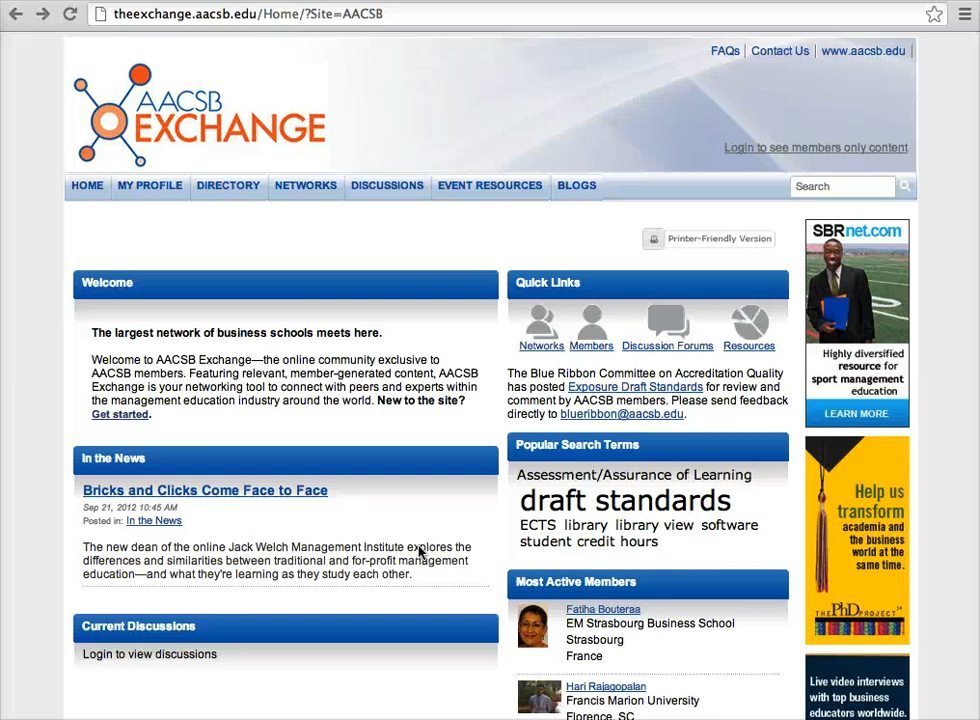 theexchange.aacsb.edu/Home/?Site=AACSB
FAQs | Contact Us | www.aacsb.edu |
AACSB
EXCHANGE
Login to see members only content
HOME MY PROFILE DIRECTORY NETWORKS DISCUSSIONS EVENT RESOURCES BLOGS Search
Printer-Friendly Version
Welcome
The largest network of business schools meets here.
Welcome to AACSB Exchange—the online community exclusive to
AACSB members. Featuring relevant, member-generated content, AACSB
Exchange is your networking tool to connect with peers and experts within
the management education industry around the world. New to the site?
Get started.
In the News
Bricks and Clicks Come Face to Face
Sep 21, 2012 10:45 AM
Posted in: In the News
The new dean of the online Jack Welch Management Institute explores the
differences and similarities between traditional and for-profit management
education—and what they're learning as they study each other.
Current Discussions
Login to view discussions
Quick Links
Networks Members Discussion Forums Resources
The Blue Ribbon Committee on Accreditation Quality
has posted Exposure Draft Standards for review and
comment by AACSB members. Please send feedback
directly to blueribbon@aacsb.edu.
Popular Search Terms
Assessment/Assurance of Learning
draft standards
ECTS library library view software
student credit hours
Most Active Members
Fatiha Bouteraa
EM Strasbourg Business School
Strasbourg
France
Hari Rajagopalan
Francis Marion University
Florence, SC
SBRnet.com
Highly diversified
resource for
sport management
education
LEARN MORE
Help us
transform
academia and
the business
world at the
same time.
THE PhD PROJECT
Live video interviews
with top business
educators worldwide.